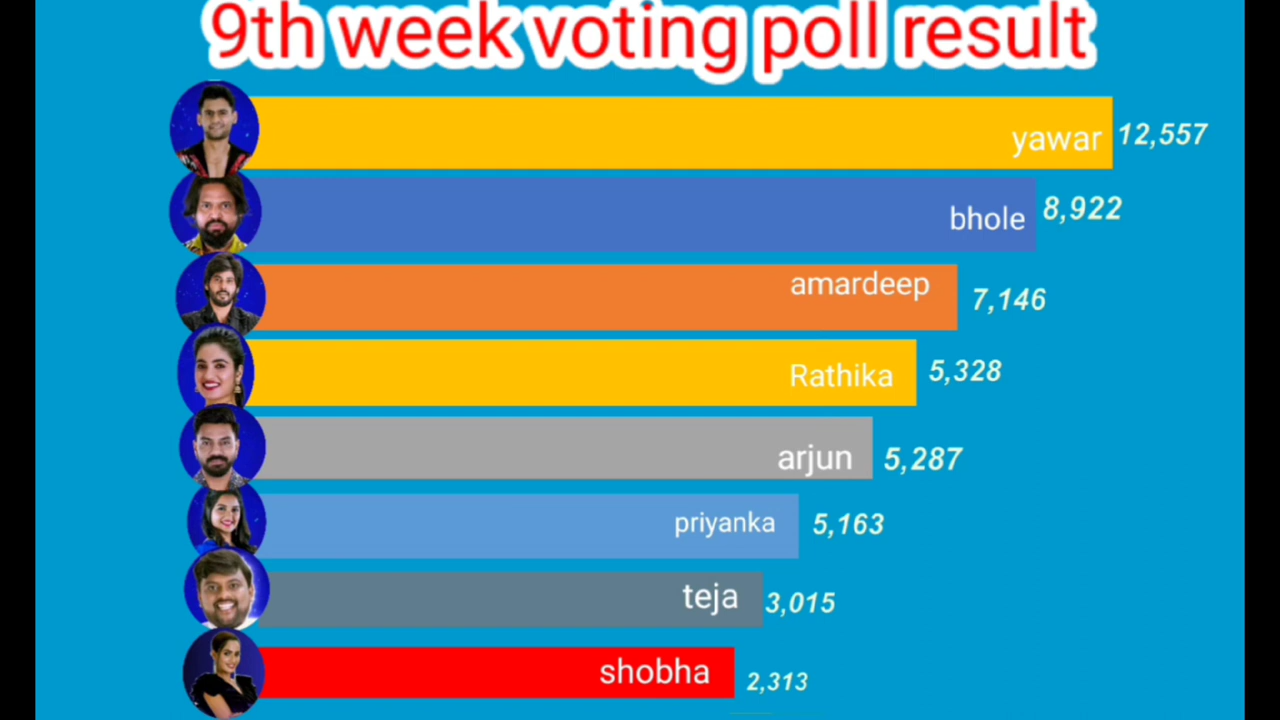 9th week voting poll result
yawar 12,557
bhole 8,922
amardeep 7,146
Rathika 5,328
arjun 5,287
priyanka 5,163
teja 3,015
shobha 2,313